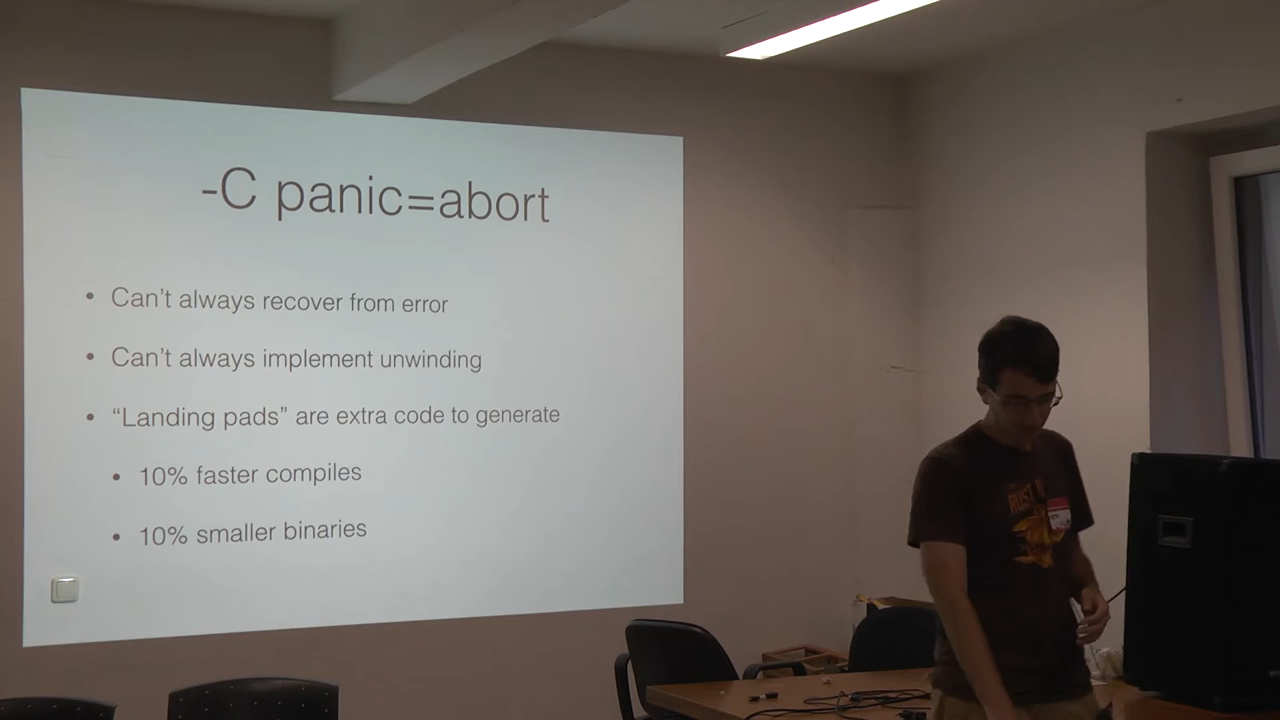 -C panic=abort
• Can't always recover from error
• Can't always implement unwinding
• “Landing pads” are extra code to generate
• 10% faster compiles
• 10% smaller binaries
RUST